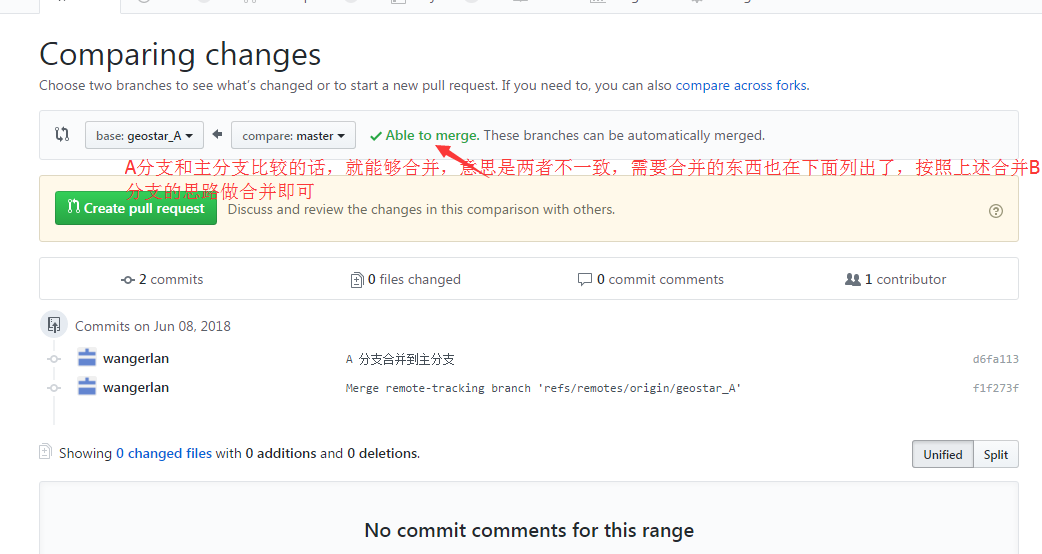 Comparing changes
Choose two branches to see what's changed or to start a new pull request. If you need to, you can also compare across forks.
base: geostar_A compare: master Able to merge. These branches can be automatically merged.
A分支和主分支比较的话，就能够合并，意思是两者不一致，需要合并的东西也在下面列出了，按照上述合并B
分支的思路做合并即可
Create pull request Discuss and review the changes in this comparison with others.
2 commits 0 files changed 0 commit comments 1 contributor
Commits on Jun 08, 2018
wangerlan A 分支合并到主分支 d6fa113
wangerlan Merge remote-tracking branch 'refs/remotes/origin/geostar_A' f1f273f
Showing 0 changed files with 0 additions and 0 deletions. Unified Split
No commit comments for this range